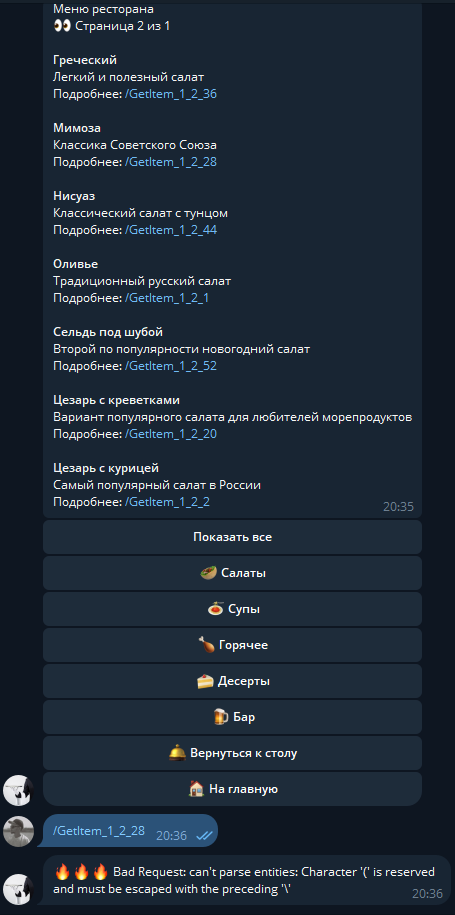 Меню ресторана
👀 Страница 2 из 1
Греческий
Легкий и полезный салат
Подробнее: /GetItem_1_2_36
Мимоза
Классика Советского Союза
Подробнее: /GetItem_1_2_28
Нисуаз
Классический салат с тунцом
Подробнее: /GetItem_1_2_44
Оливье
Традиционный русский салат
Подробнее: /GetItem_1_2_1
Сельдь под шубой
Второй по популярности новогодний салат
Подробнее: /GetItem_1_2_52
Цезарь с креветками
Вариант популярного салата для любителей морепродуктов
Подробнее: /GetItem_1_2_20
Цезарь с курицей
Самый популярный салат в России
Подробнее: /GetItem_1_2_2
20:35
Показать все
🥙 Салаты
🍝 Супы
🍗 Горячее
🍰 Десерты
🍺 Бар
🛎 Вернуться к столу
🏠 На главную
/GetItem_1_2_28 20:36
🔥🔥🔥 Bad Request: can't parse entities: Character '(' is reserved
and must be escaped with the preceding '\'
20:36